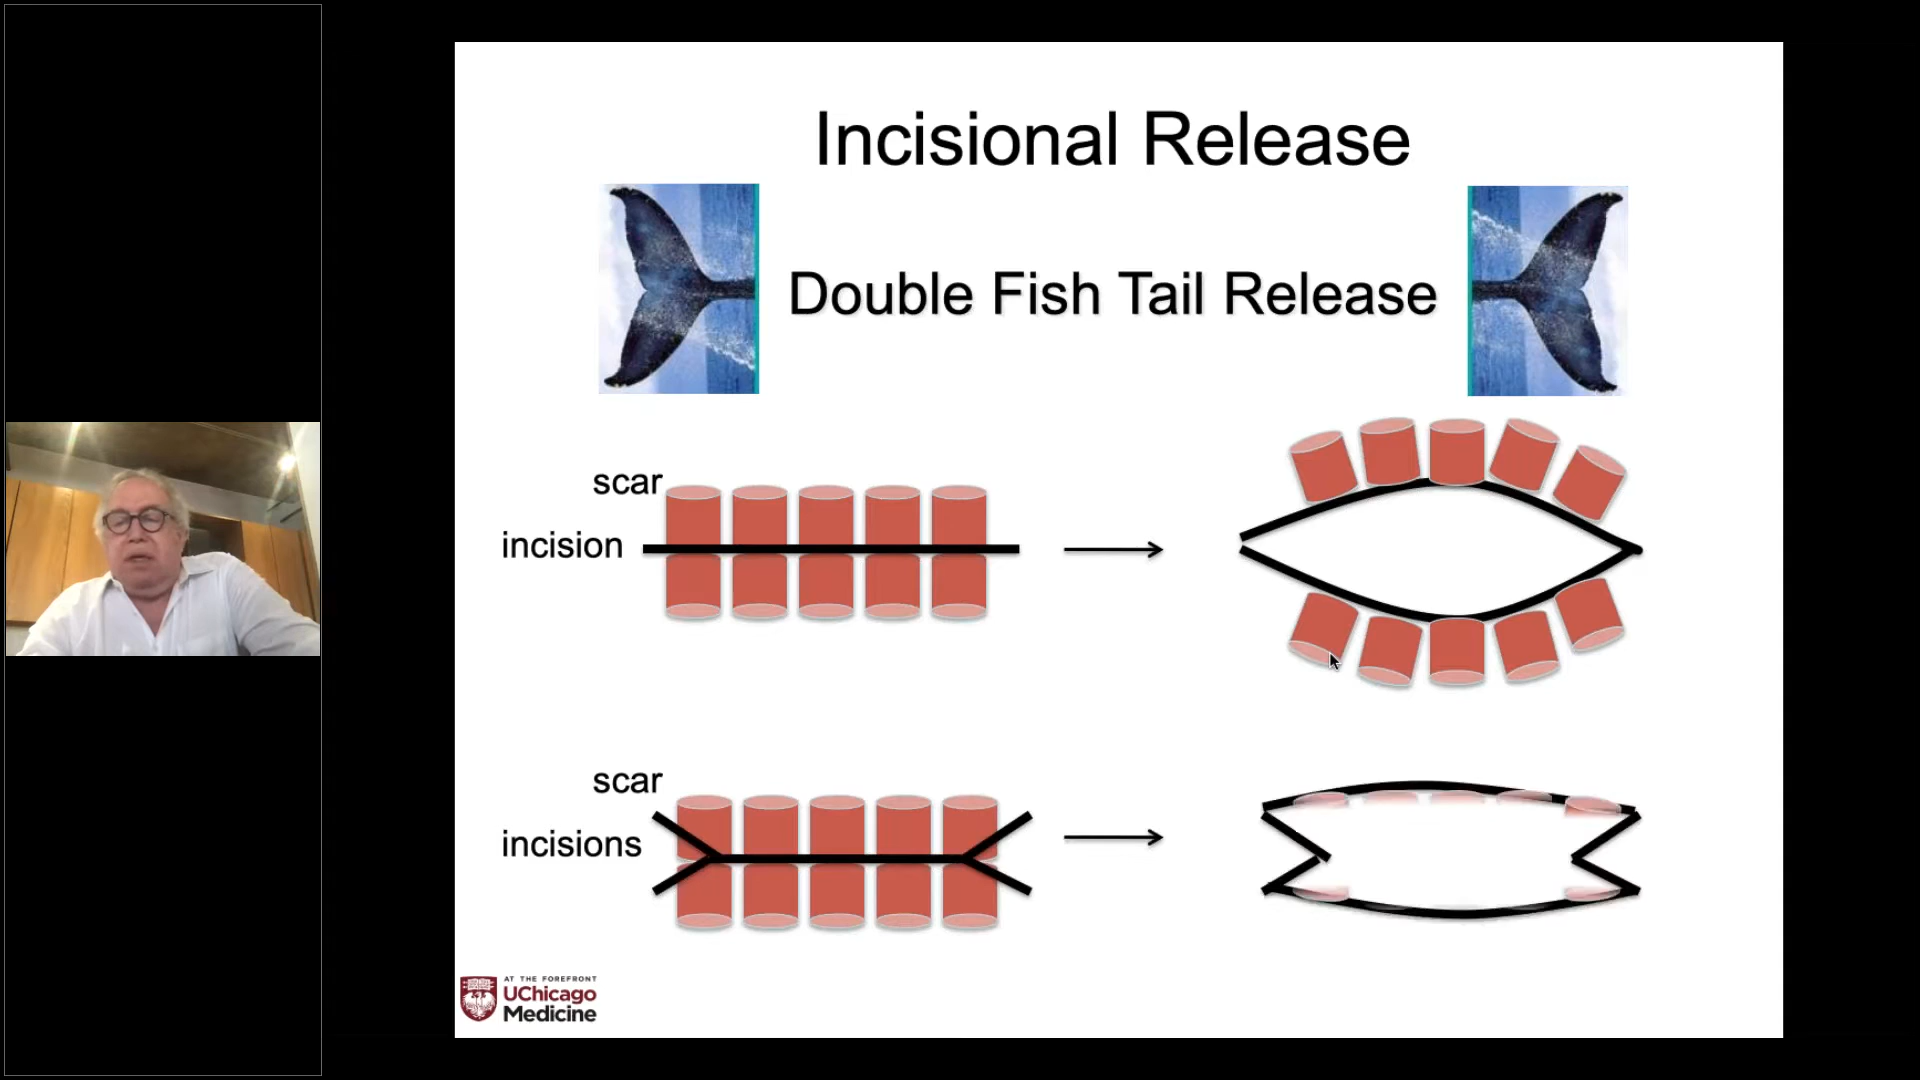 Incisional Release
Double Fish Tail Release
scar
incision
scar
incisions
AT THE FOREFRONT
UChicago
Medicine